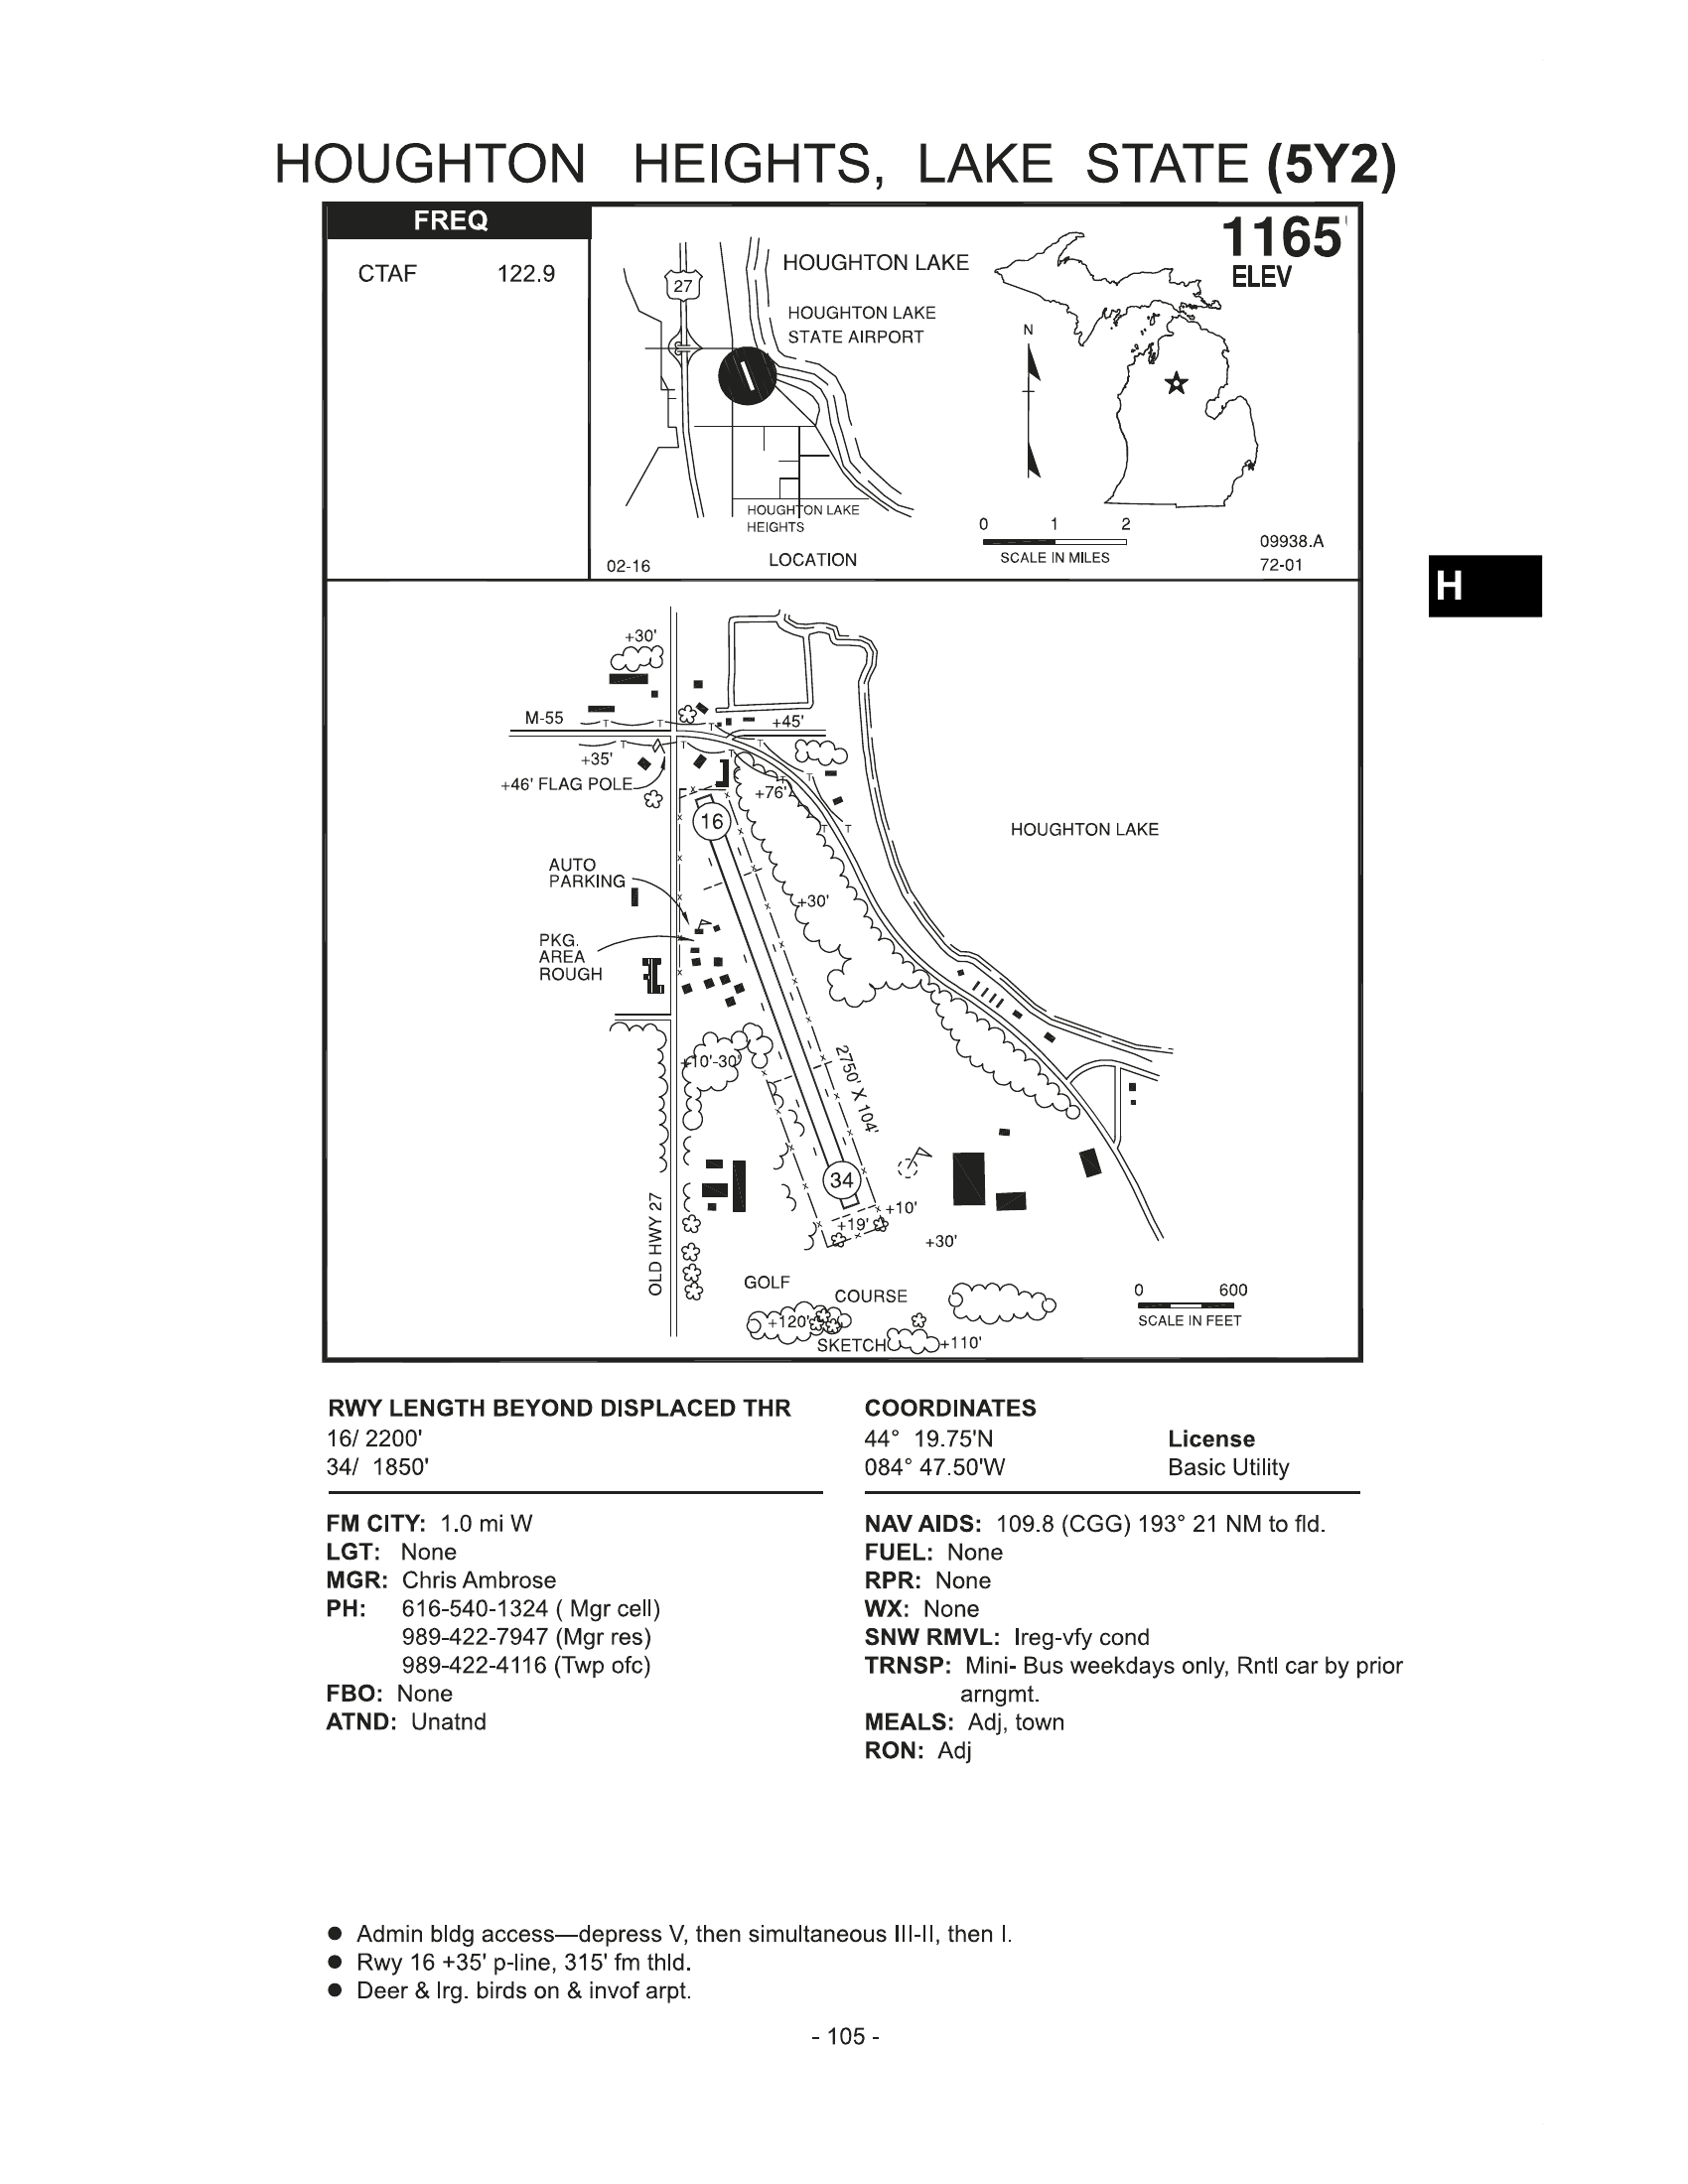 HOUGHTON HEIGHTS, LAKE STATE (5Y2)
FREQ
CTAF 122.9
1165'
ELEV
27
HOUGHTON LAKE
HOUGHTON LAKE
STATE AIRPORT
N
HOUGHTON LAKE
HEIGHTS
0 1 2
SCALE IN MILES
02-16
LOCATION
09938.A
72-01
H
+30'
M-55
T T T
+45'
+35'
T T T T
+46' FLAG POLE
+76'
T
T T
16
HOUGHTON LAKE
AUTO
PARKING
+30'
PKG.
AREA
ROUGH
+10'-30'
2750' X 104'
34
+10'
+19'
+30'
OLD HWY 27
GOLF
COURSE
0 600
SCALE IN FEET
+120'
SKETCH
+110'
RWY LENGTH BEYOND DISPLACED THR
16/ 2200'
34/ 1850'
COORDINATES
44° 19.75'N
084° 47.50'W
License
Basic Utility
FM CITY: 1.0 mi W
LGT: None
MGR: Chris Ambrose
PH: 616-540-1324 ( Mgr cell)
989-422-7947 (Mgr res)
989-422-4116 (Twp ofc)
FBO: None
ATND: Unatnd
NAV AIDS: 109.8 (CGG) 193° 21 NM to fld.
FUEL: None
RPR: None
WX: None
SNW RMVL: Ireg-vfy cond
TRNSP: Mini- Bus weekdays only, Rntl car by prior
arngmt.
MEALS: Adj, town
RON: Adj
● Admin bldg access—depress V, then simultaneous III-II, then I.
● Rwy 16 +35' p-line, 315' fm thld.
● Deer & lrg. birds on & invof arpt.
- 105 -